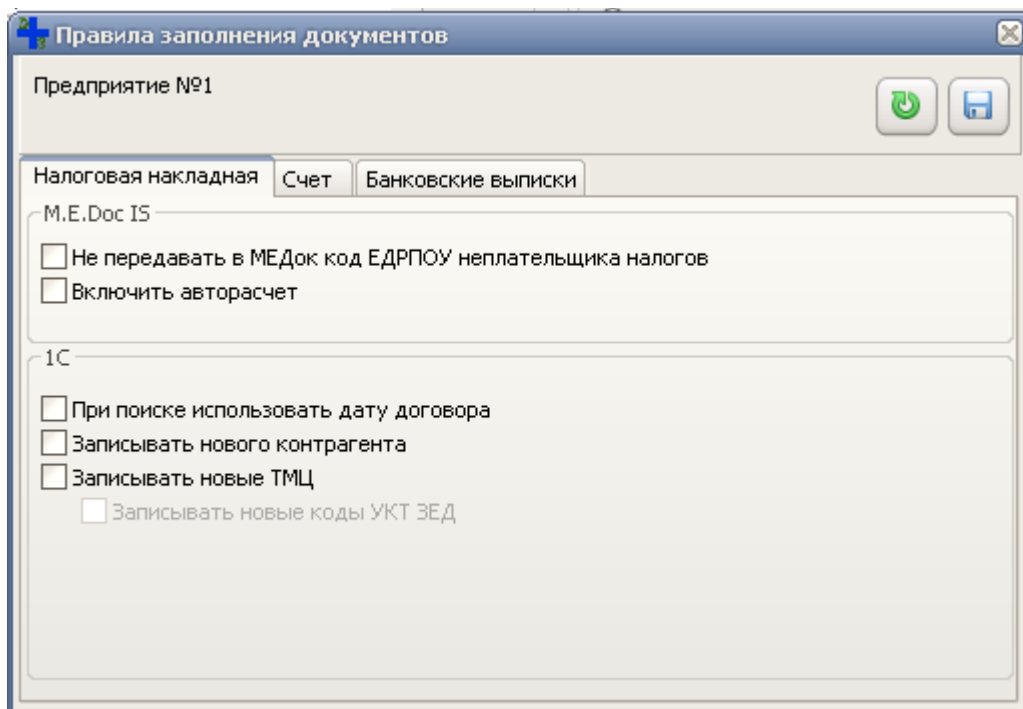 Правила заполнения документов
Предприятие №1
Налоговая накладная Счет Банковские выписки
M.E.Doc IS
Не передавать в МЕДок код ЕДРПОУ неплательщика налогов
Включить авторасчет
1С
При поиске использовать дату договора
Записывать нового контрагента
Записывать новые ТМЦ
Записывать новые коды УКТ ЗЕД